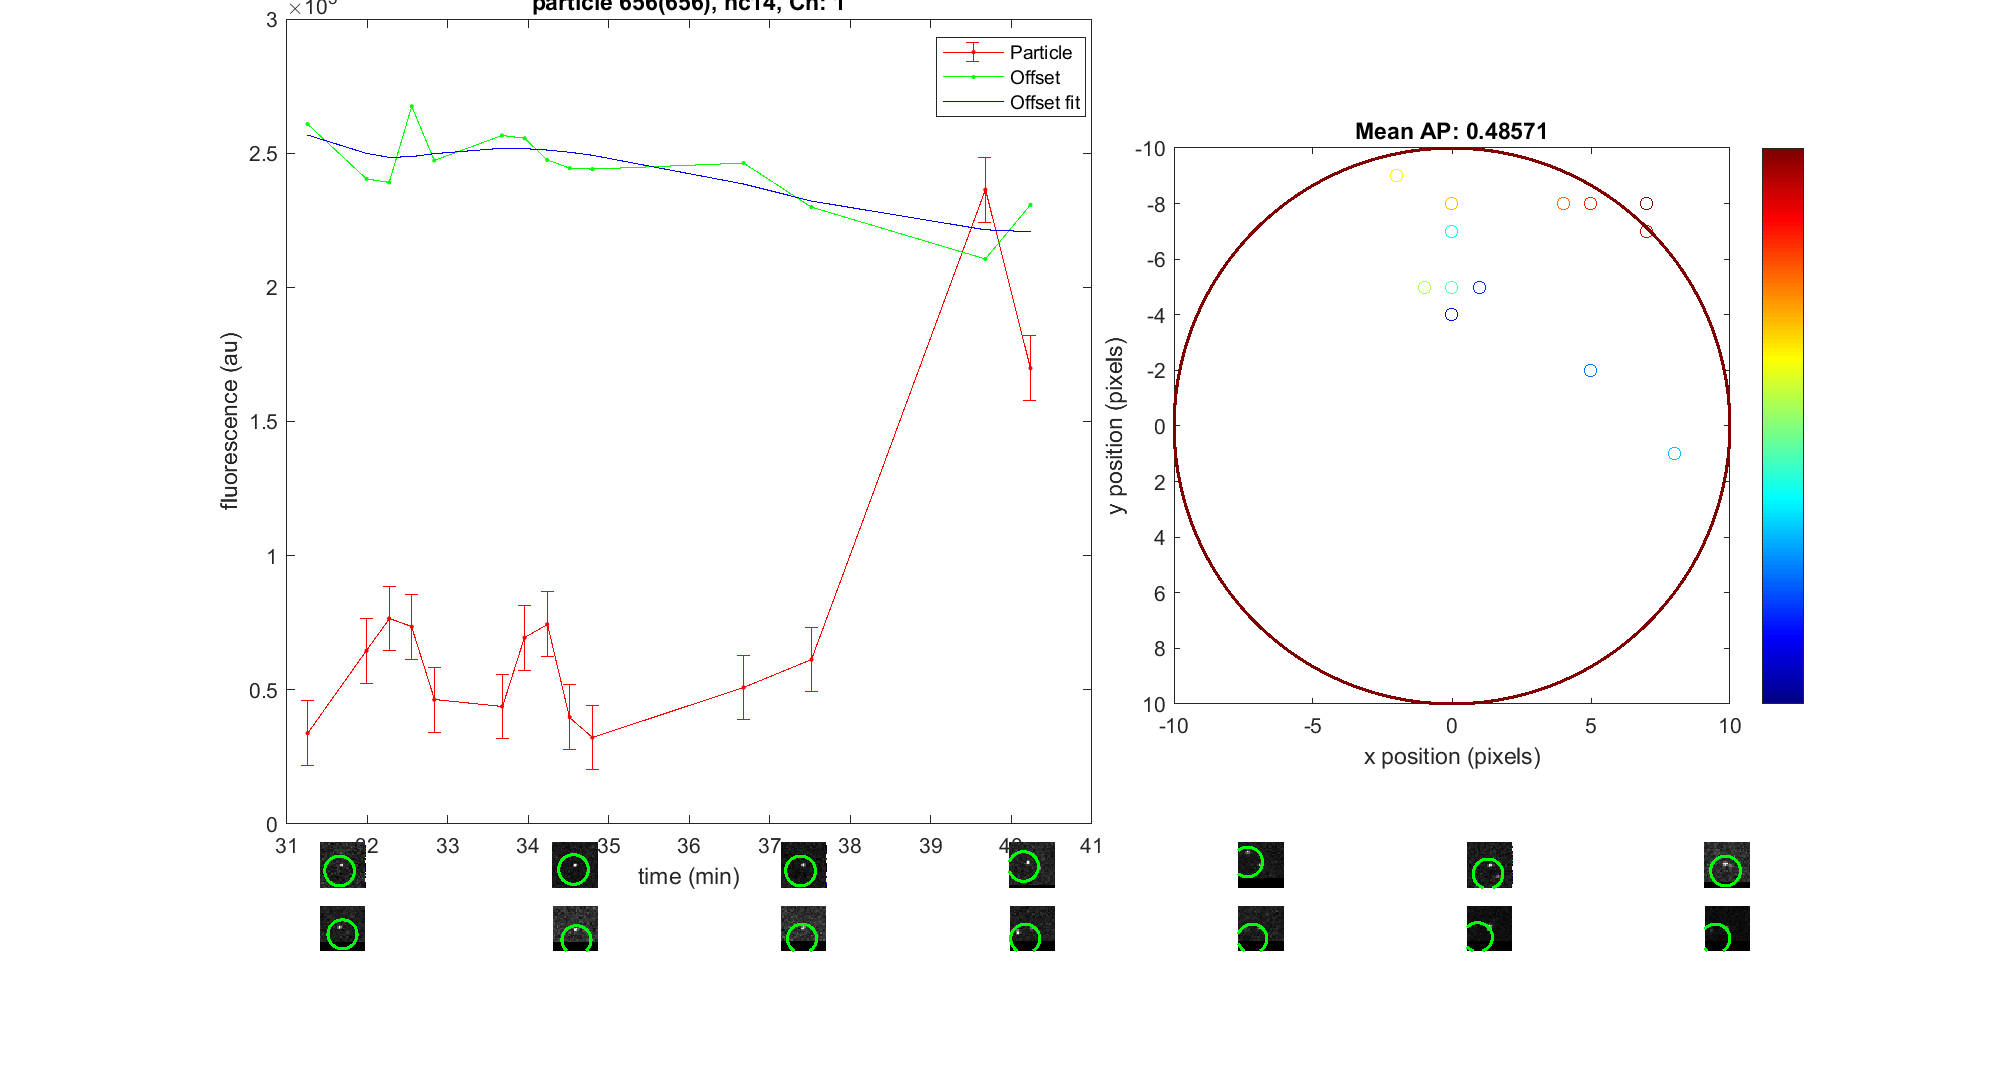 ×10
particle 656(656), nc14, Ch: 1
3
2.5
2
1.5
1
0.5
0
fluorescence (au)
Particle
Offset
Offset fit
31 32 33 34 35 36 37 38 39 40 41
time (min)
Mean AP: 0.48571
-10
-8
-6
-4
-2
0
2
4
6
8
10
y position (pixels)
-10 -5 0 5 10
x position (pixels)